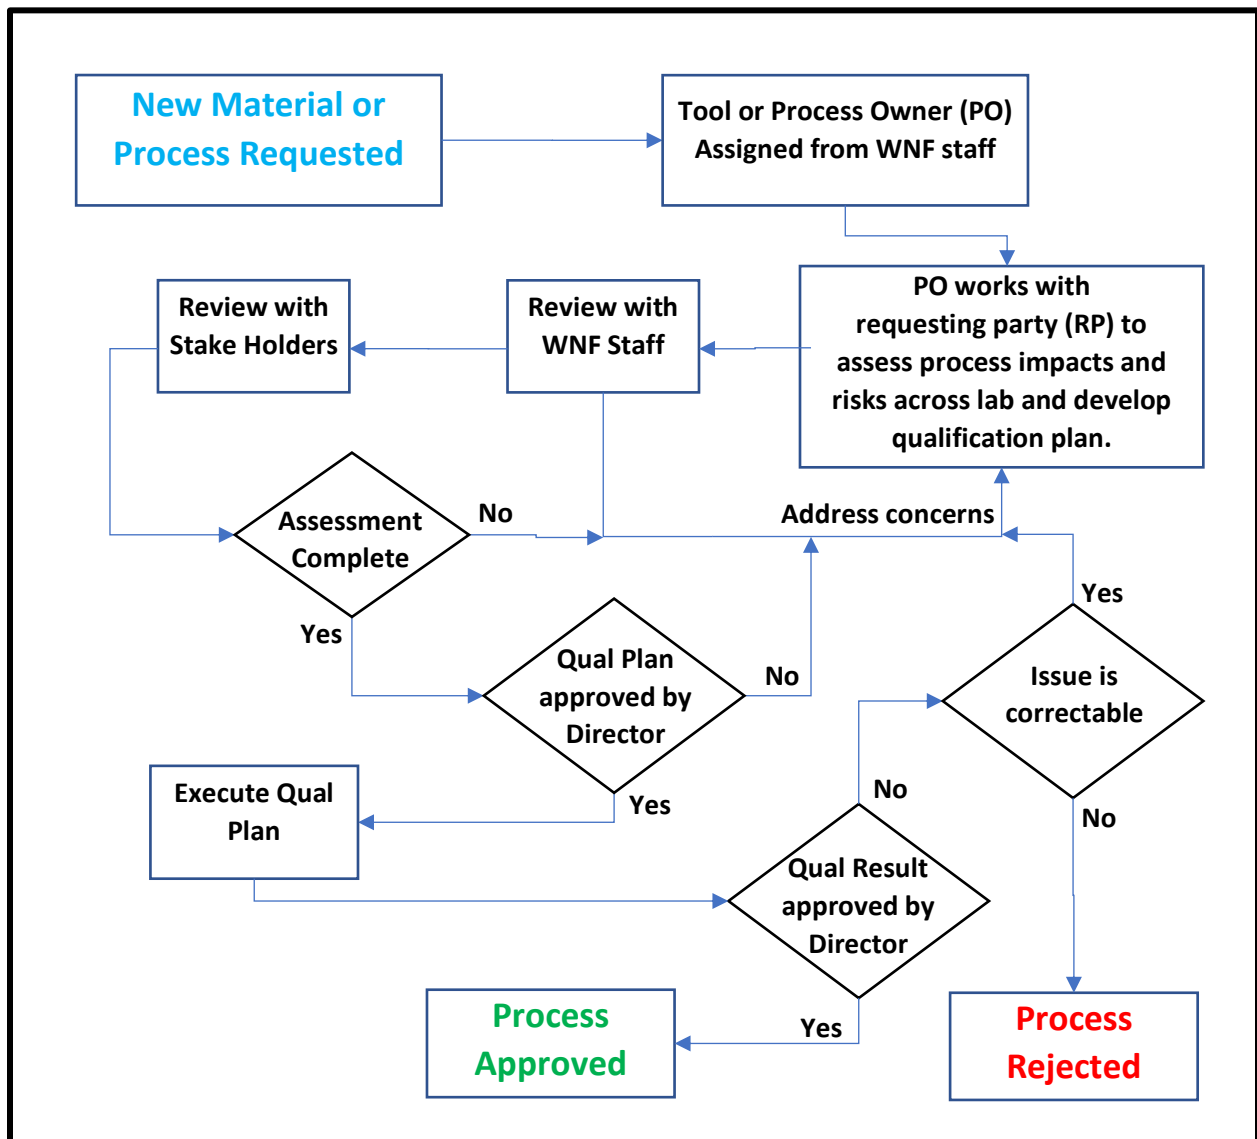 New Material or
Process Requested
Tool or Process Owner (PO)
Assigned from WNF staff
PO works with
requesting party (RP) to
assess process impacts and
risks across lab and develop
qualification plan.
Review with
WNF Staff
Review with
Stake Holders
Assessment
Complete
No
Address concerns
Yes
Qual Plan
approved by
Director
No
Yes
Execute Qual
Plan
Qual Result
approved by
Director
No
Yes
Issue is
correctable
Yes
No
Process
Approved
Process
Rejected